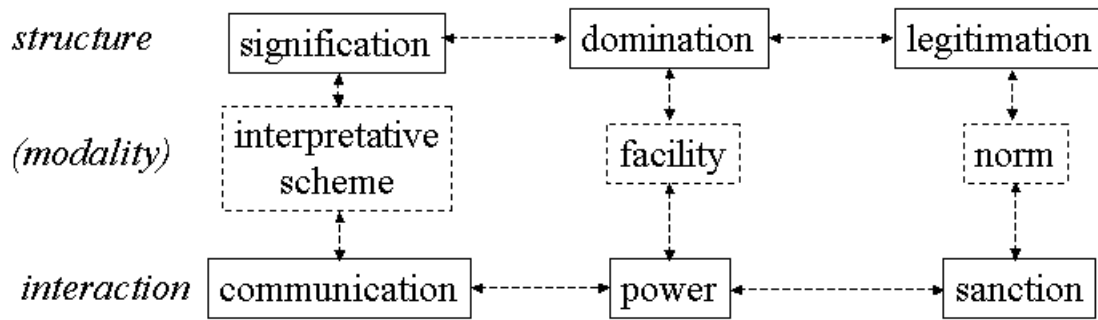 structure signification domination legitimation
(modality) interpretative scheme facility norm
interaction communication power sanction